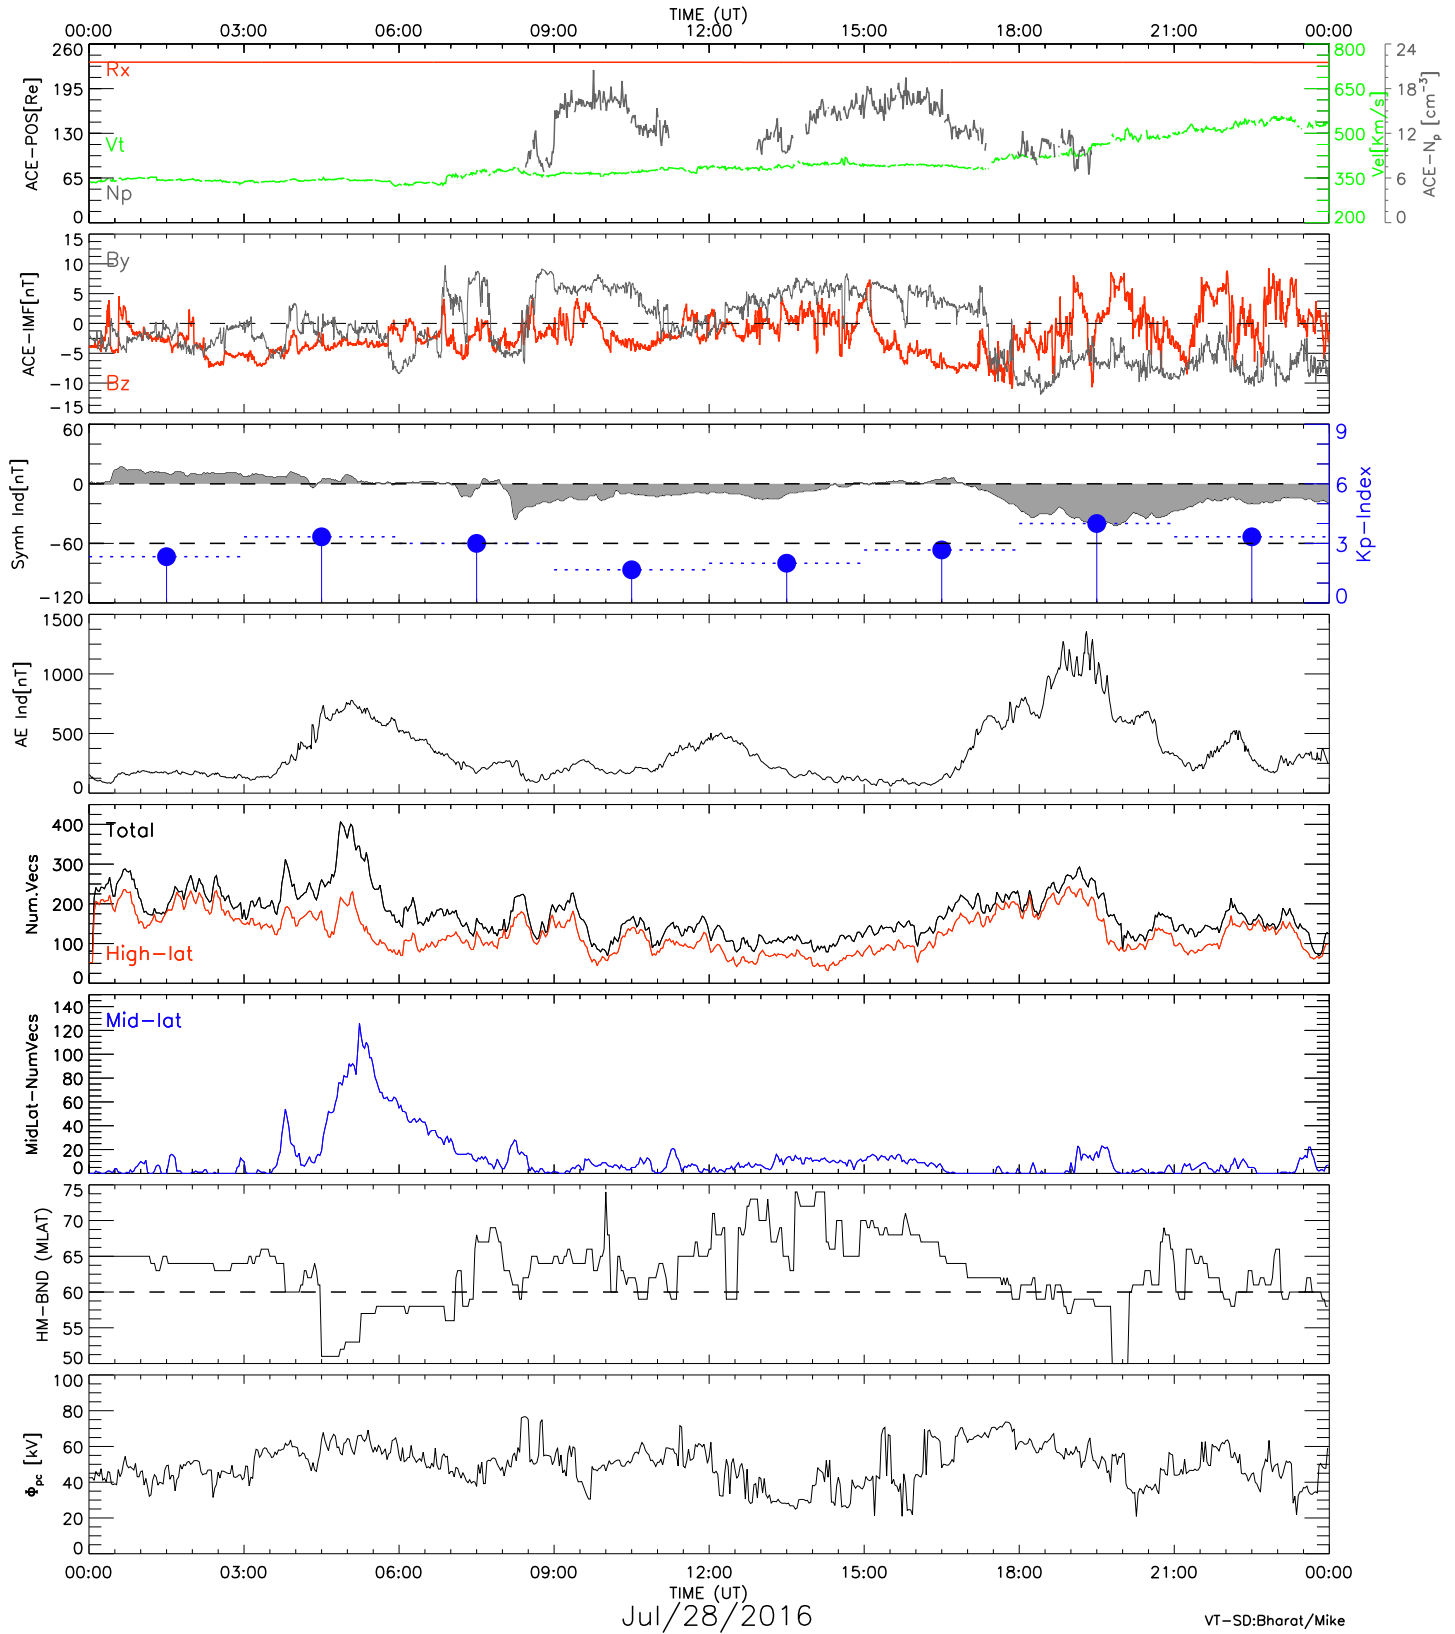 TIME (UT)
00:00 03:00 06:00 09:00 12:00 15:00 18:00 21:00 00:00
ACE-POS[Re]
260
195
130
65
0
Rx
Vt
Np
800
650
500
350
200
Vel[Km/s]
24
18
12
6
0
ACE-Np [cm-3]
ACE-IMF[nT]
15
10
5
0
-5
-10
-15
By
Bz
Symh Ind[nT]
60
0
-60
-120
9
6
3
0
Kp-Index
AE Ind[nT]
1500
1000
500
0
Num.Vecs
400
300
200
100
0
Total
High-lat
MidLat-NumVecs
140
120
100
80
60
40
20
0
Mid-lat
HM-BND (MLAT)
75
70
65
60
55
50
Φpc [kV]
100
80
60
40
20
0
00:00 03:00 06:00 09:00 12:00 15:00 18:00 21:00 00:00
TIME (UT)
Jul/28/2016
VT-SD:Bharat/Mike